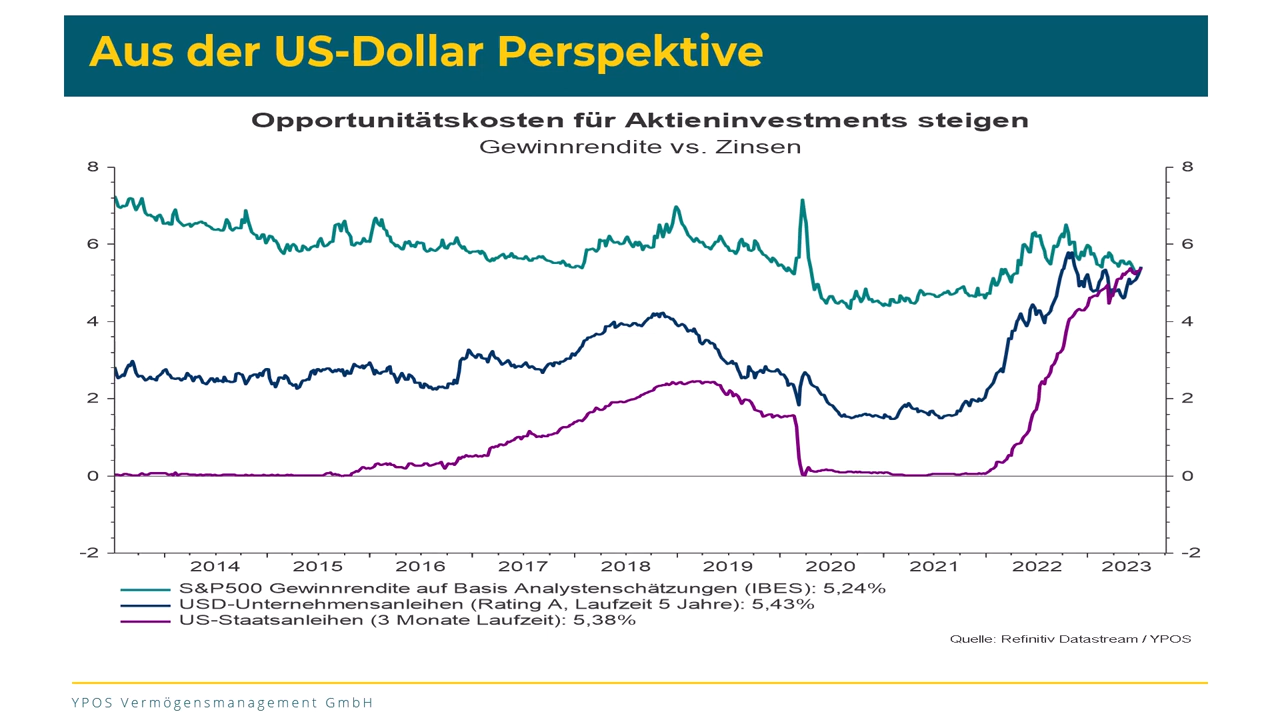 Aus der US-Dollar Perspektive
Opportunitätskosten für Aktieninvestments steigen
Gewinnrendite vs. Zinsen
8 8
6 6
4 4
2 2
0 0
-2 -2
2014 2015 2016 2017 2018 2019 2020 2021 2022 2023
S&P500 Gewinnrendite auf Basis Analystenschätzungen (IBES): 5,24%
USD-Unternehmensanleihen (Rating A, Laufzeit 5 Jahre): 5,43%
US-Staatsanleihen (3 Monate Laufzeit): 5,38%
Quelle: Refinitiv Datastream / YPOS
YPOS Vermögensmanagement GmbH